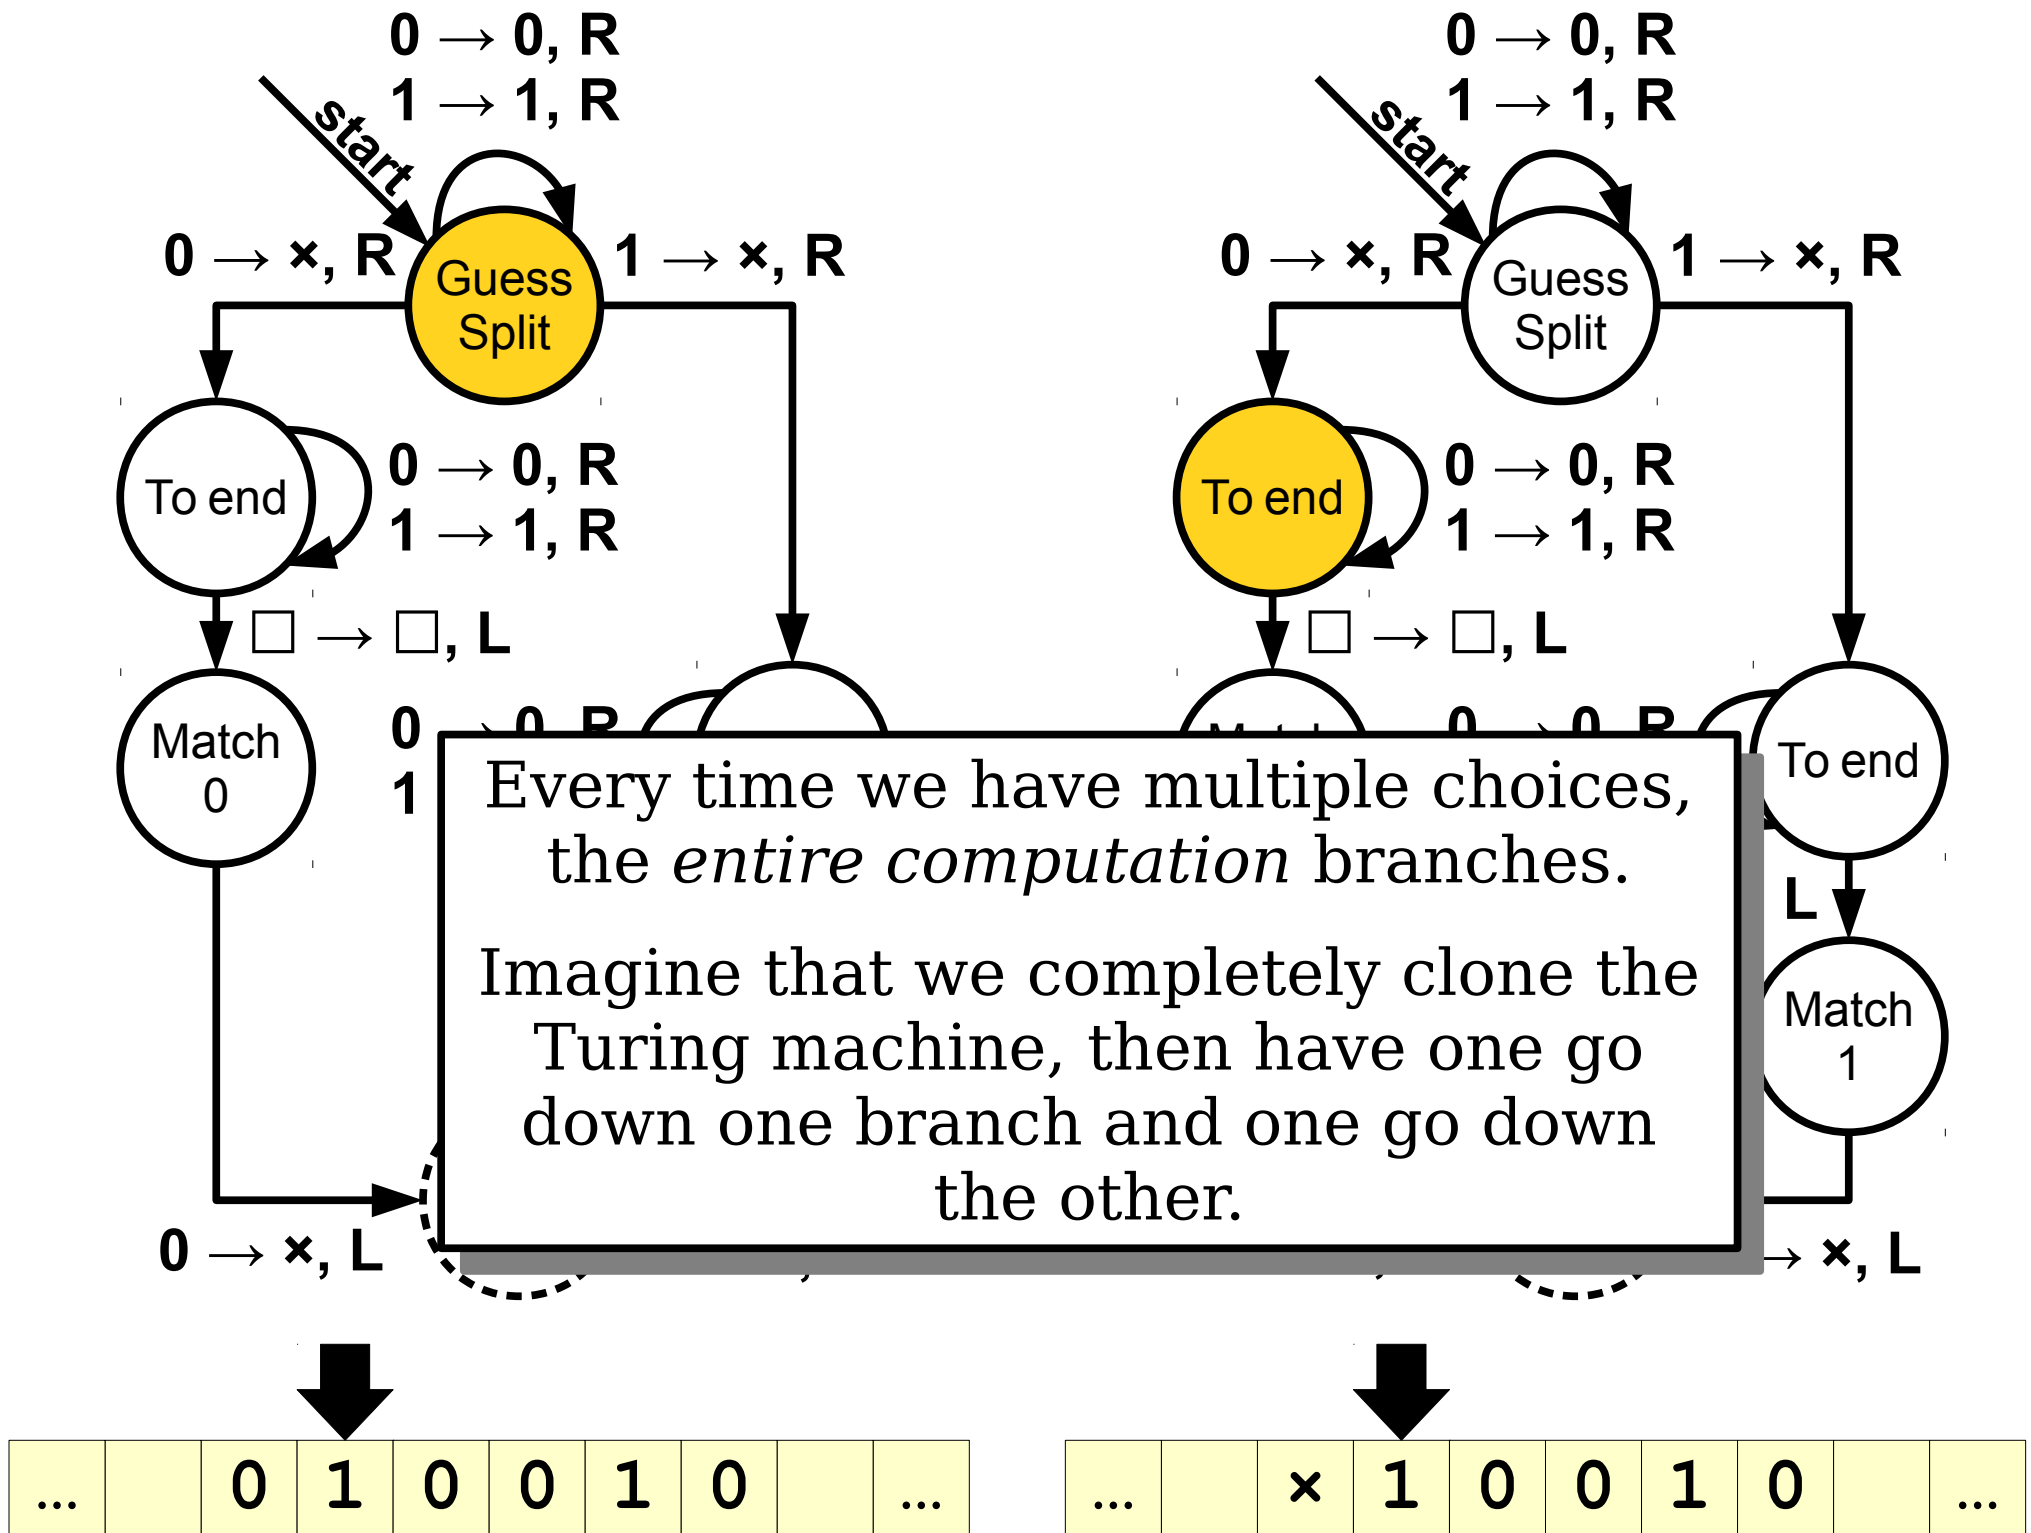 0 → 0, R
1 → 1, R
start
0 → ×, R
Guess
Split
1 → ×, R
To end
0 → 0, R
1 → 1, R
□ → □, L
Match
0
0 → 0, R
1
0 → ×, L
0 → 0, R
1 → 1, R
start
0 → ×, R
Guess
Split
1 → ×, R
To end
0 → 0, R
1 → 1, R
□ → □, L
Match
0 → 0, R
To end
L
Match
1
→ ×, L
Every time we have multiple choices,
the entire computation branches.
Imagine that we completely clone the
Turing machine, then have one go
down one branch and one go down
the other.
... 0 1 0 0 1 0 ...
... × 1 0 0 1 0 ...